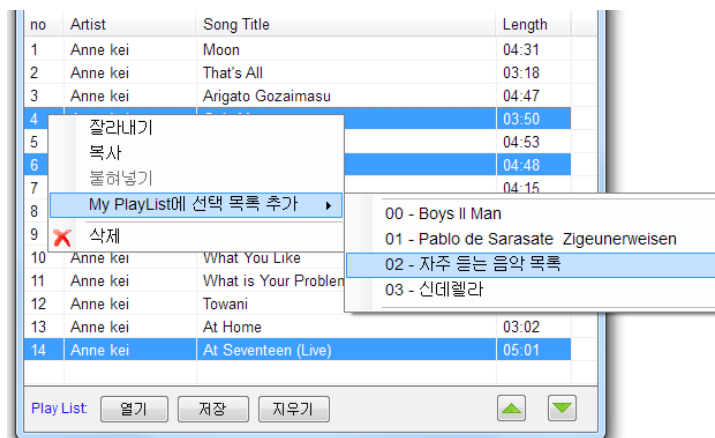 no Artist Song Title Length
1 Anne kei Moon 04:31
2 Anne kei That's All 03:18
3 Anne kei Arigato Gozaimasu 04:47
4 03:50
잘라내기
5 04:53
복사
6 04:48
붙혀넣기
7 04:15
My PlayList에 선택 목록 추가
8
00 - Boys II Man
9
삭제
01 - Pablo de Sarasate Zigeunerweisen
10 Anne kei What You Like
02 - 자주 듣는 음악 목록
11 Anne kei What is Your Problem
03 - 신데렐라
12 Anne kei Towani
13 Anne kei At Home 03:02
14 Anne kei At Seventeen (Live) 05:01
Play List: 열기 저장 지우기